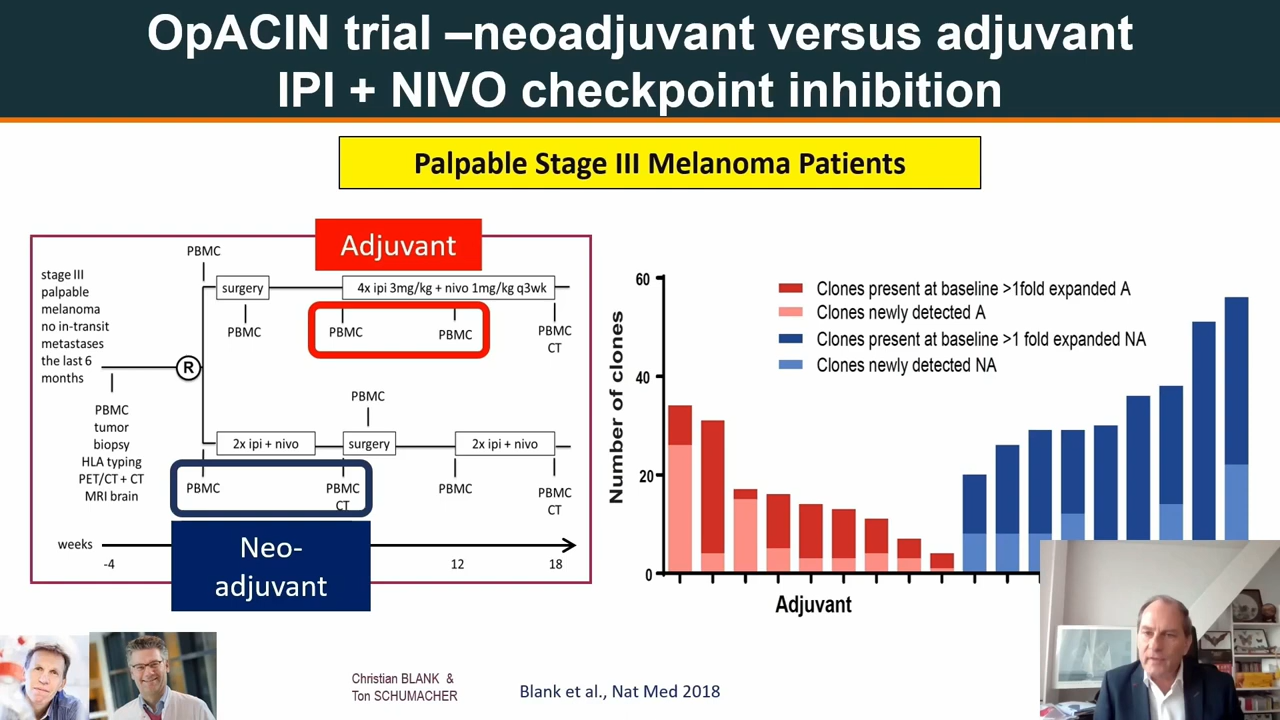 OpACIN trial –neoadjuvant versus adjuvant
IPI + NIVO checkpoint inhibition
Palpable Stage III Melanoma Patients
Adjuvant
PBMC
stage III
palpable
melanoma
no in-transit
metastases
the last 6
months
surgery
4x ipi 3mg/kg + nivo 1mg/kg q3wk
PBMC
PBMC
PBMC
PBMC
CT
R
PBMC
tumor
biopsy
HLA typing
PET/CT + CT
MRI brain
PBMC
2x ipi + nivo
surgery
2x ipi + nivo
PBMC
PBMC
CT
PBMC
PBMC
CT
Neo-
adjuvant
weeks
-4
12
18
Number of clones
60
40
20
0
Clones present at baseline >1fold expanded A
Clones newly detected A
Clones present at baseline >1 fold expanded NA
Clones newly detected NA
Adjuvant
Christian BLANK &
Ton SCHUMACHER
Blank et al., Nat Med 2018